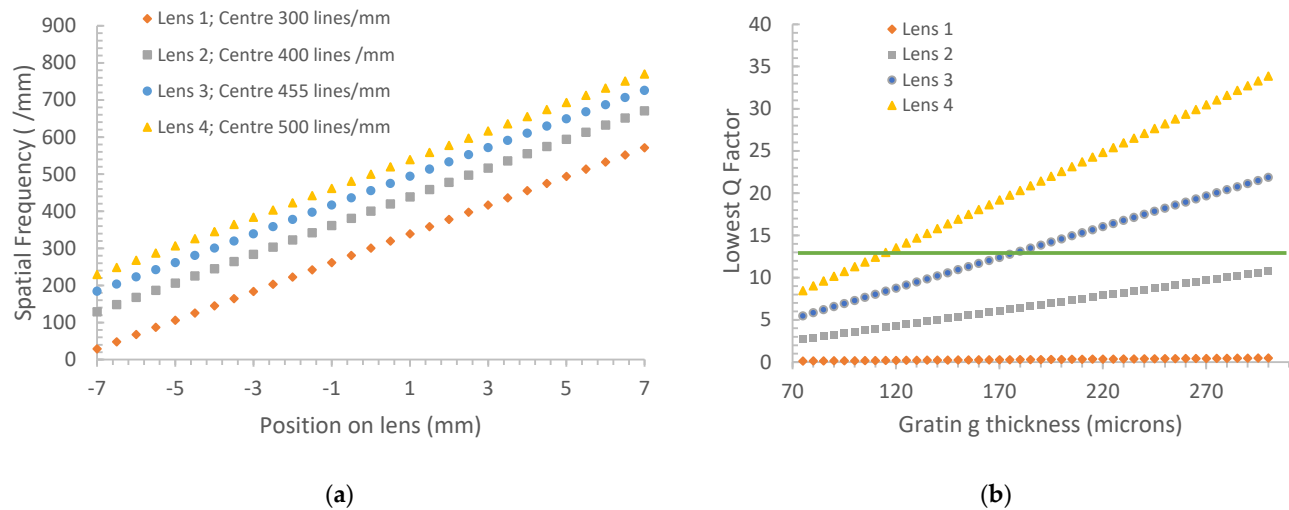 900
800
700
600
500
400
300
200
100
0
Spatial Frequency ( /mm)
Lens 1; Centre 300 lines/mm
Lens 2; Centre 400 lines /mm
Lens 3; Centre 455 lines/mm
Lens 4; Centre 500 lines/mm
-7 -5 -3 -1 1 3 5 7
Position on lens (mm)
(a)
40
35
30
25
20
15
10
5
0
Lowest Q Factor
Lens 1
Lens 2
Lens 3
Lens 4
70 120 170 220 270
Gratin g thickness (microns)
(b)